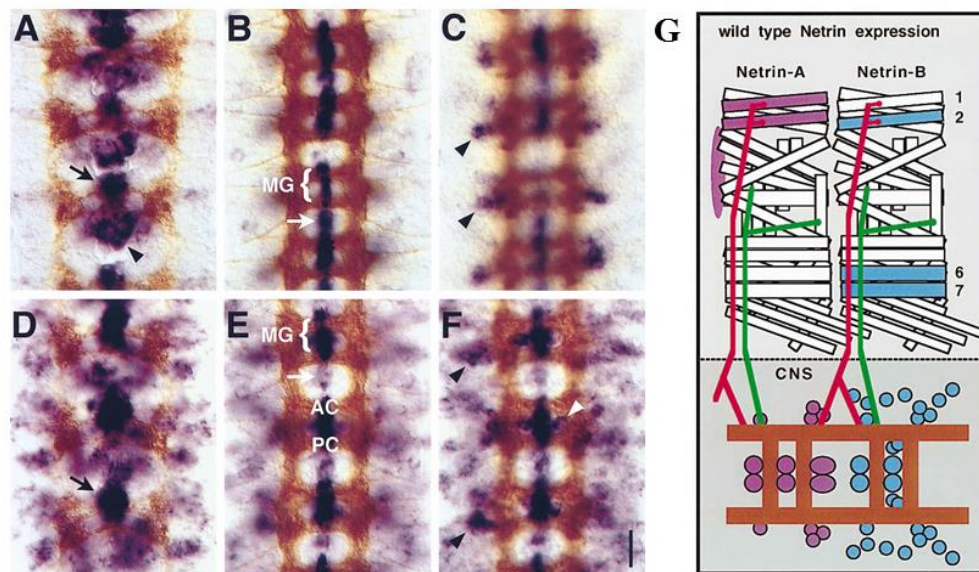 A
B
MG {
C
D
E
MG {
AC
PC
F
G
wild type Netrin expression
Netrin-A Netrin-B
1
2
6
7
CNS